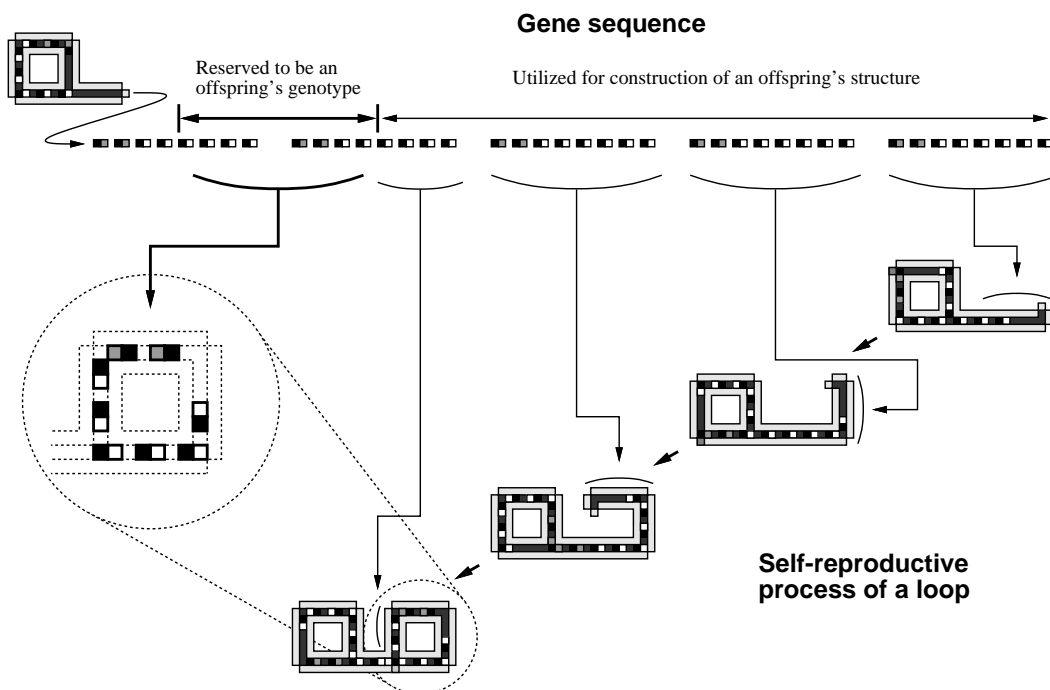 Gene sequence
Reserved to be an
offspring's genotype
Utilized for construction of an offspring's structure
Self-reproductive
process of a loop